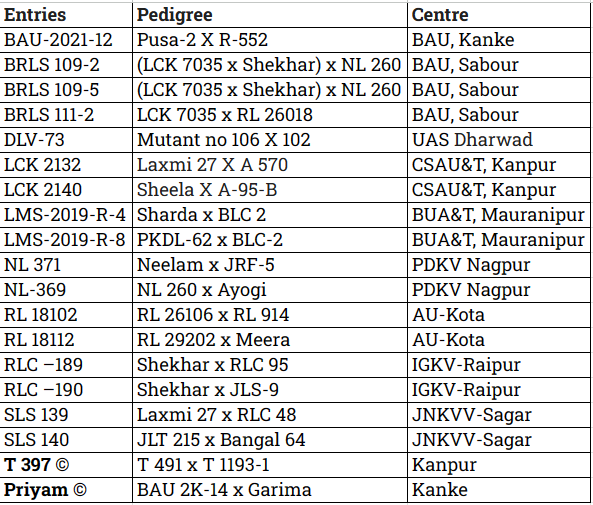 Entries Pedigree Centre
BAU-2021-12 Pusa-2 X R-552 BAU, Kanke
BRLS 109-2 (LCK 7035 x Shekhar) x NL 260 BAU, Sabour
BRLS 109-5 (LCK 7035 x Shekhar) x NL 260 BAU, Sabour
BRLS 111-2 LCK 7035 x RL 26018 BAU, Sabour
DLV-73 Mutant no 106 X 102 UAS Dharwad
LCK 2132 Laxmi 27 X A 570 CSAU&T, Kanpur
LCK 2140 Sheela X A-95-B CSAU&T, Kanpur
LMS-2019-R-4 Sharda x BLC 2 BUA&T, Mauranipur
LMS-2019-R-8 PKDL-62 x BLC-2 BUA&T, Mauranipur
NL 371 Neelam x JRF-5 PDKV Nagpur
NL-369 NL 260 x Ayogi PDKV Nagpur
RL 18102 RL 26106 x RL 914 AU-Kota
RL 18112 RL 29202 x Meera AU-Kota
RLC –189 Shekhar x RLC 95 IGKV-Raipur
RLC –190 Shekhar x JLS-9 IGKV-Raipur
SLS 139 Laxmi 27 x RLC 48 JNKVV-Sagar
SLS 140 JLT 215 x Bangal 64 JNKVV-Sagar
T 397 © T 491 x T 1193-1 Kanpur
Priyam © BAU 2K-14 x Garima Kanke